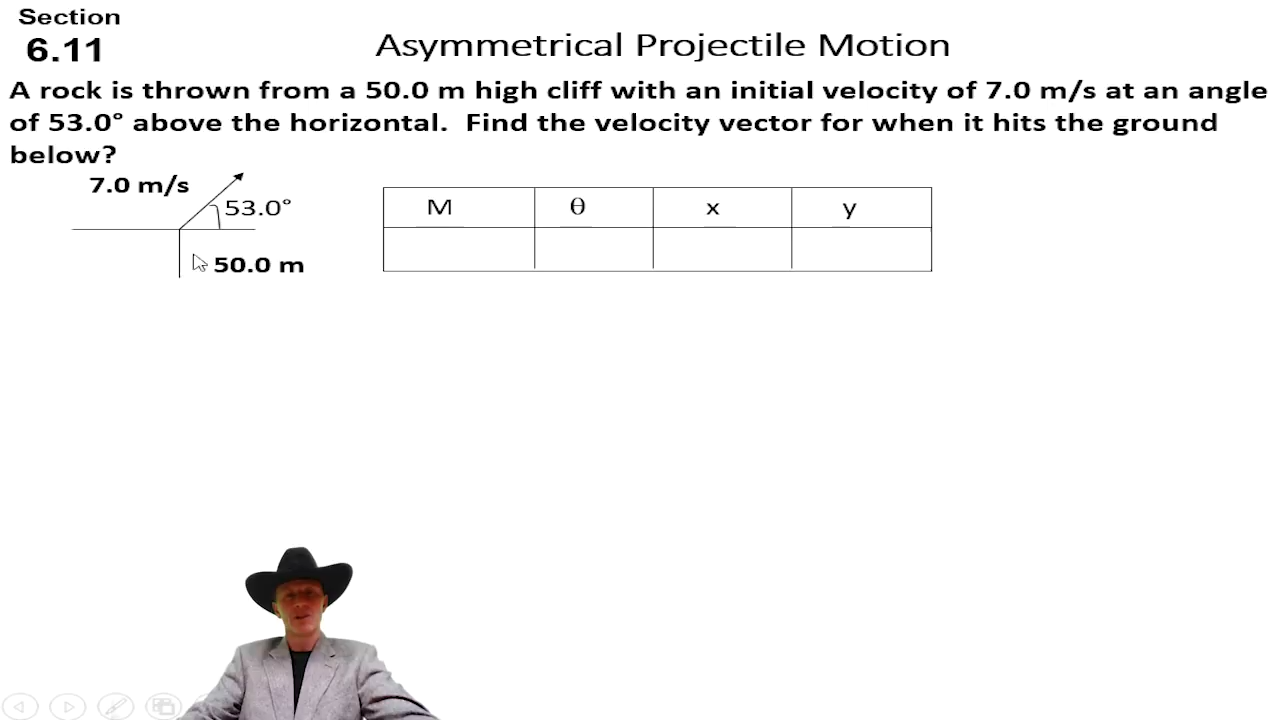 Section
6.11
Asymmetrical Projectile Motion
A rock is thrown from a 50.0 m high cliff with an initial velocity of 7.0 m/s at an angle
of 53.0° above the horizontal.  Find the velocity vector for when it hits the ground
below?
7.0 m/s
53.0°
50.0 m
M θ x y